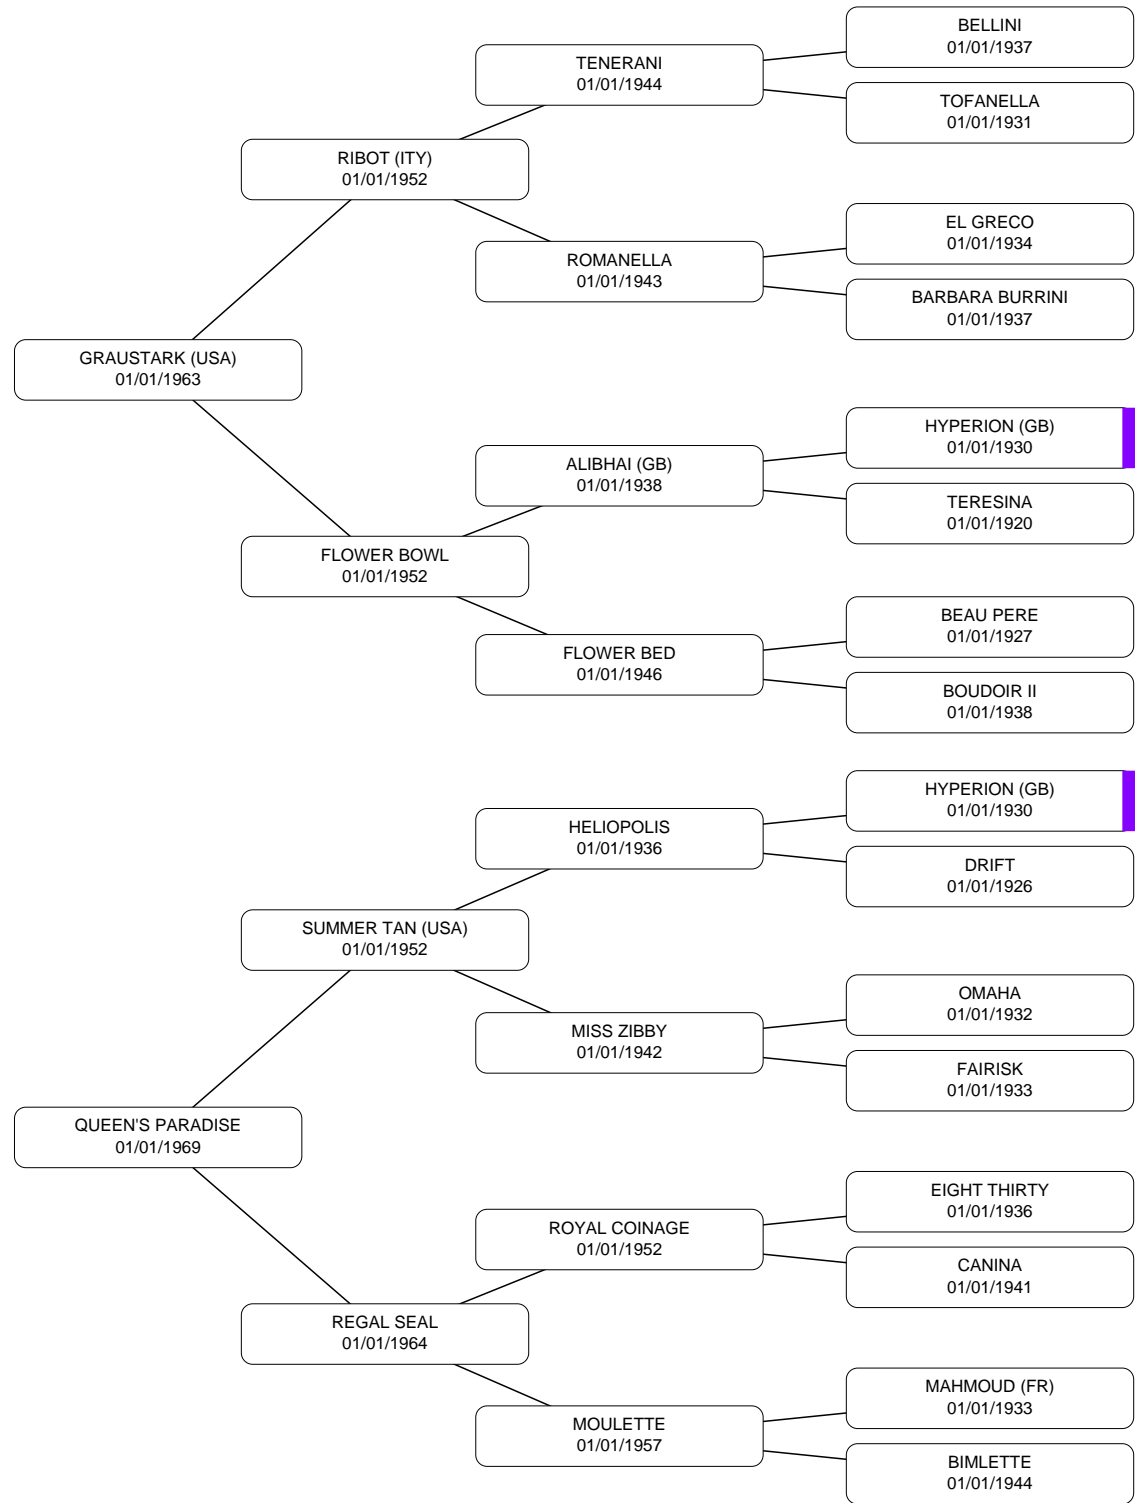 BELLINI
01/01/1937
TENERANI
01/01/1944
TOFANELLA
01/01/1931
RIBOT (ITY)
01/01/1952
EL GRECO
01/01/1934
ROMANELLA
01/01/1943
BARBARA BURRINI
01/01/1937
GRAUSTARK (USA)
01/01/1963
HYPERION (GB)
01/01/1930
ALIBHAI (GB)
01/01/1938
TERESINA
01/01/1920
FLOWER BOWL
01/01/1952
BEAU PERE
01/01/1927
FLOWER BED
01/01/1946
BOUDOIR II
01/01/1938
HYPERION (GB)
01/01/1930
HELIOPOLIS
01/01/1936
DRIFT
01/01/1926
SUMMER TAN (USA)
01/01/1952
OMAHA
01/01/1932
MISS ZIBBY
01/01/1942
FAIRISK
01/01/1933
QUEEN'S PARADISE
01/01/1969
EIGHT THIRTY
01/01/1936
ROYAL COINAGE
01/01/1952
CANINA
01/01/1941
REGAL SEAL
01/01/1964
MAHMOUD (FR)
01/01/1933
MOULETTE
01/01/1957
BIMLETTE
01/01/1944